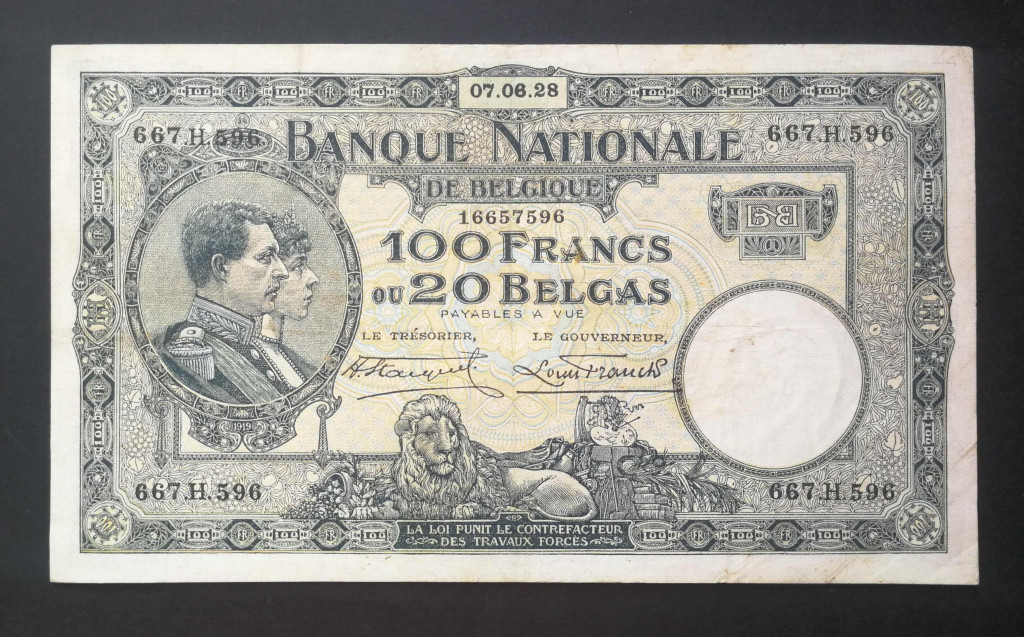 07.06.28
667.H.596
667.H.596
BANQUE NATIONALE
DE BELGIQUE
16657596
100 FRANCS
OU 20 BELGAS
PAYABLES A VUE
LE TRÉSORIER,
LE GOUVERNEUR,
1919
667.H.596
667.H.596
LA LOI PUNIT LE CONTREFACTEUR
DES TRAVAUX FORCÉS